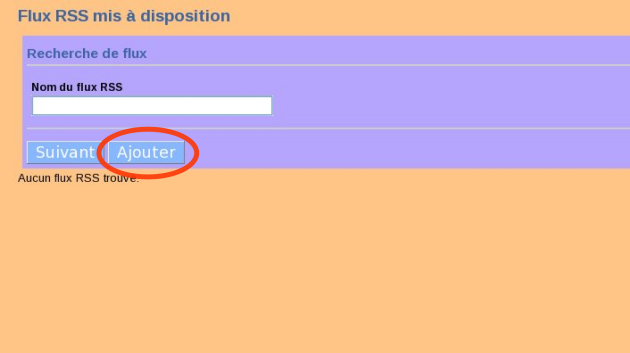 Flux RSS mis à disposition
Recherche de flux
Nom du flux RSS
Suivant Ajouter
Aucun flux RSS trouvé.